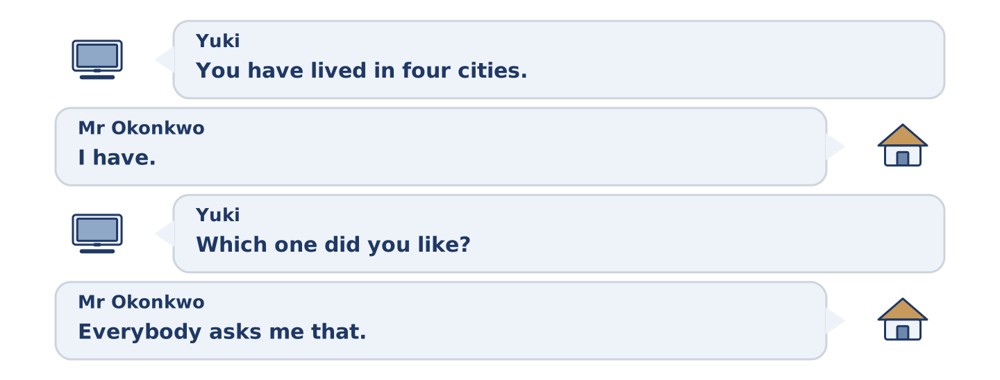 Yuki
You have lived in four cities.
Mr Okonkwo
I have.
Yuki
Which one did you like?
Mr Okonkwo
Everybody asks me that.